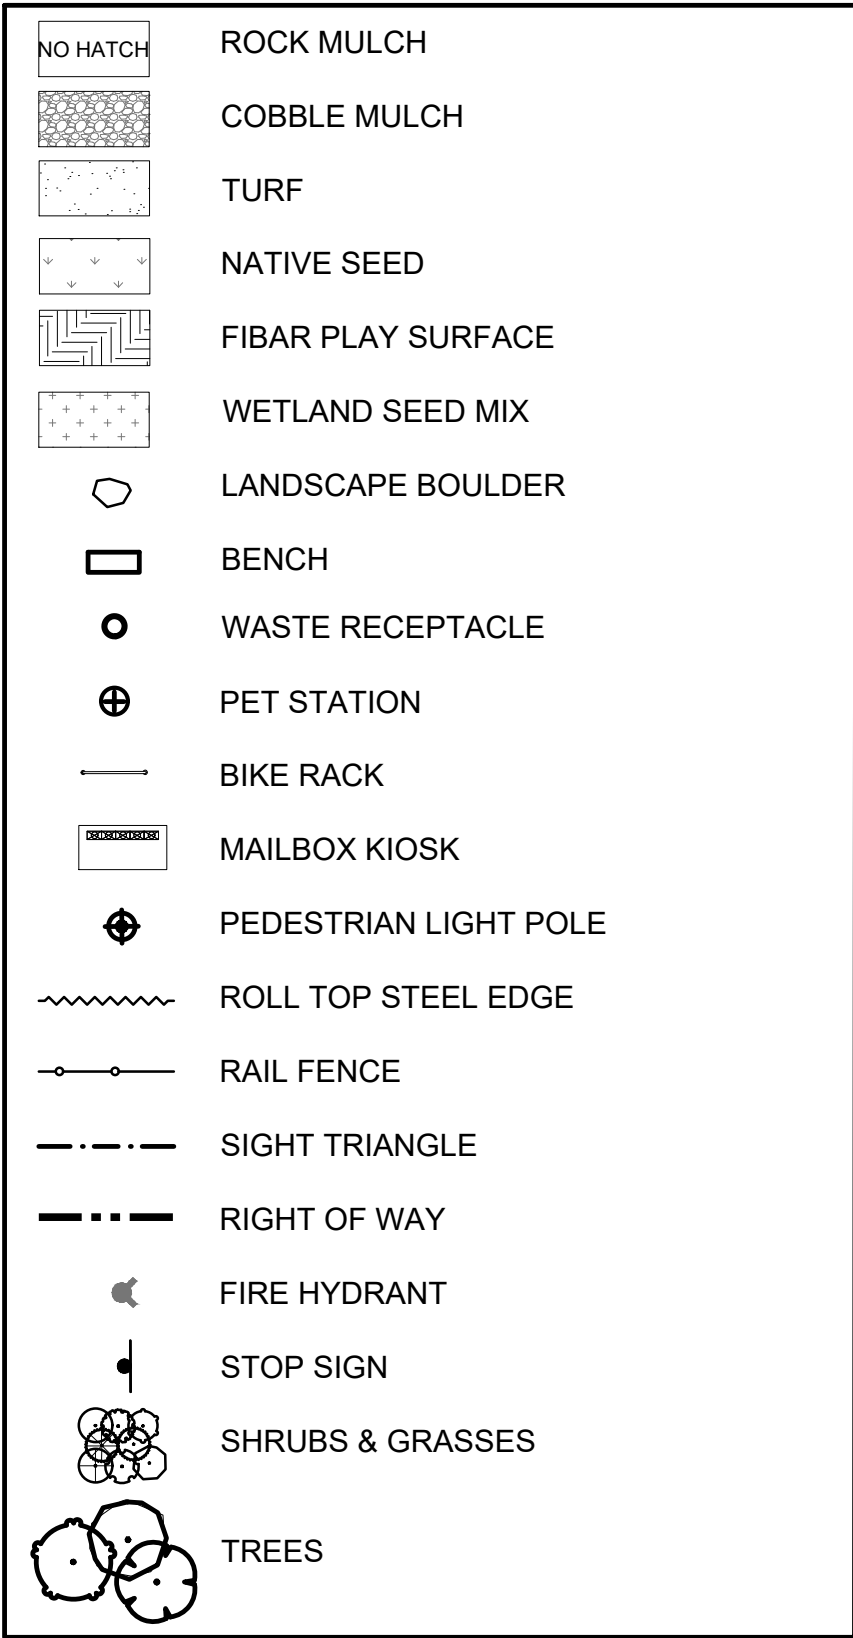 NO HATCH ROCK MULCH
COBBLE MULCH
TURF
NATIVE SEED
FIBAR PLAY SURFACE
WETLAND SEED MIX
LANDSCAPE BOULDER
BENCH
WASTE RECEPTACLE
PET STATION
BIKE RACK
MAILBOX KIOSK
PEDESTRIAN LIGHT POLE
ROLL TOP STEEL EDGE
RAIL FENCE
SIGHT TRIANGLE
RIGHT OF WAY
FIRE HYDRANT
STOP SIGN
SHRUBS & GRASSES
TREES